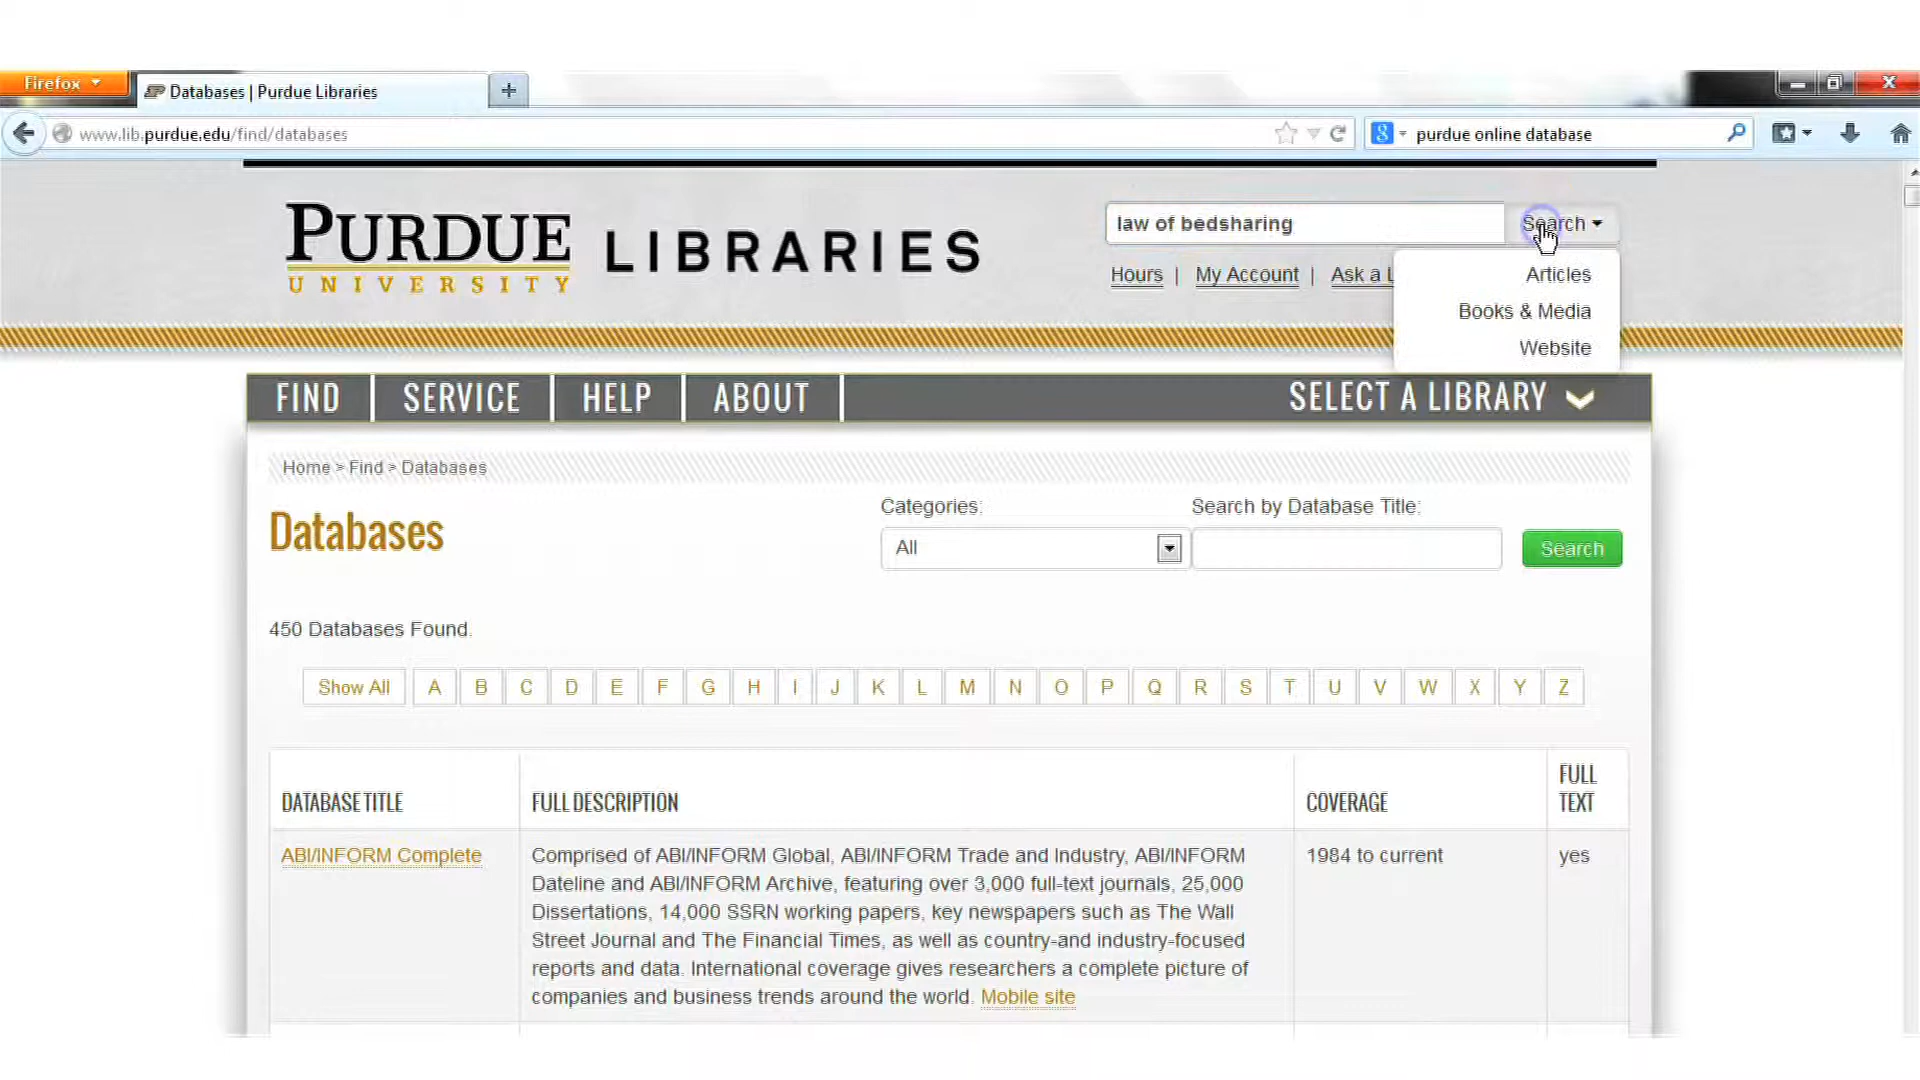 Firefox
Databases | Purdue Libraries
www.lib.purdue.edu/find/databases
purdue online database
PURDUE
UNIVERSITY
LIBRARIES
law of bedsharing
Search
Hours | My Account | Ask a L
Articles
Books & Media
Website
FIND SERVICE HELP ABOUT SELECT A LIBRARY
Home > Find > Databases
Databases
Categories: Search by Database Title:
All
Search
450 Databases Found.
Show All A B C D E F G H I J K L M N O P Q R S T U V W X Y Z
DATABASE TITLE FULL DESCRIPTION COVERAGE FULL TEXT
ABI/INFORM Complete
Comprised of ABI/INFORM Global, ABI/INFORM Trade and Industry, ABI/INFORM
Dateline and ABI/INFORM Archive, featuring over 3,000 full-text journals, 25,000
Dissertations, 14,000 SSRN working papers, key newspapers such as The Wall
Street Journal and The Financial Times, as well as country-and industry-focused
reports and data. International coverage gives researchers a complete picture of
companies and business trends around the world. Mobile site
1984 to current
yes